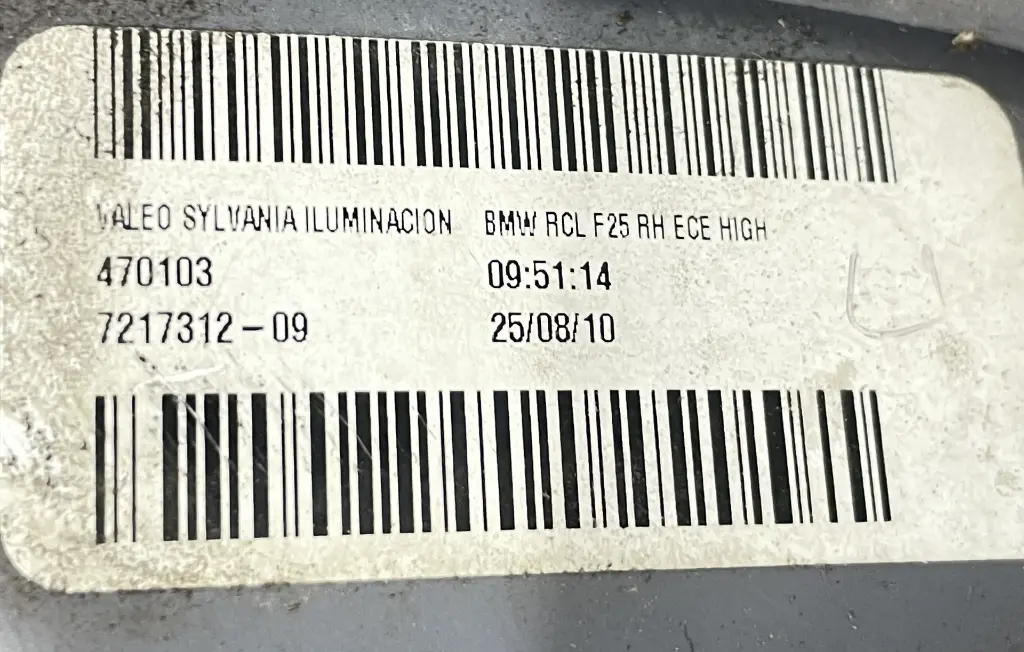 VALEO SYLVANIA ILUMINACION BMW RCL F25 RH ECE HIGH
470103 09:51:14
7217312-09 25/08/10